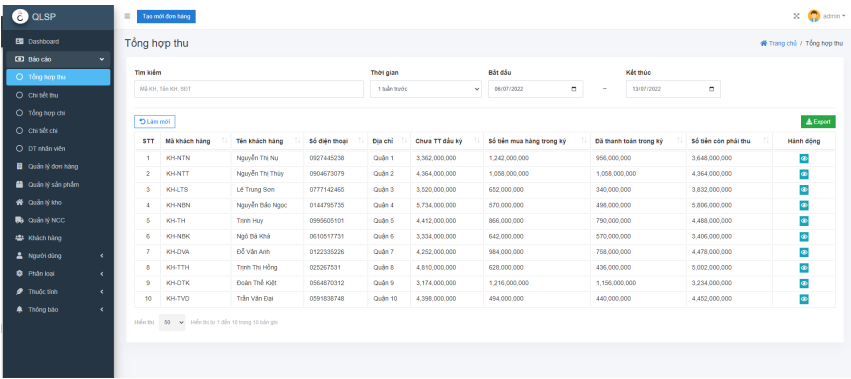 QLSP
Tạo mới đơn hàng
admin
Dashboard
Báo cáo
Tổng hợp thu
Chi tiết thu
Tổng hợp chi
Chi tiết chi
DT nhân viên
Quản lý đơn hàng
Quản lý sản phẩm
Quản lý kho
Quản lý NCC
Khách hàng
Người dùng
Phân loại
Thuộc tính
Thông báo
Tổng hợp thu
Trang chủ / Tổng hợp thu
Tìm kiếm Thời gian Bắt đầu Kết thúc
Mã KH, Tên KH, SĐT 1 tuần trước 06/07/2022 – 13/07/2022
Làm mới Export
STT Mã khách hàng Tên khách hàng Số điện thoại Địa chỉ Chưa TT đầu kỳ Số tiền mua hàng trong kỳ Đã thanh toán trong kỳ Số tiền còn phải thu Hành động
1 KH-NTN Nguyễn Thị Nụ 0927445238 Quận 1 3,362,000,000 1,242,000,000 956,000,000 3,648,000,000
2 KH-NTT Nguyễn Thị Thúy 0904673079 Quận 2 4,364,000,000 1,058,000,000 1,058,000,000 4,364,000,000
3 KH-LTS Lê Trung Sơn 0777142465 Quận 3 3,520,000,000 652,000,000 340,000,000 3,832,000,000
4 KH-NBN Nguyễn Bảo Ngọc 0144795735 Quận 4 5,734,000,000 570,000,000 498,000,000 5,806,000,000
5 KH-TH Trịnh Huy 0995605101 Quận 5 4,412,000,000 866,000,000 790,000,000 4,488,000,000
6 KH-NBK Ngô Bá Khá 0610517731 Quận 6 3,334,000,000 642,000,000 570,000,000 3,406,000,000
7 KH-DVA Đỗ Văn Anh 0122335226 Quận 7 4,252,000,000 984,000,000 758,000,000 4,478,000,000
8 KH-TTH Trịnh Thị Hồng 025267531 Quận 8 4,810,000,000 628,000,000 436,000,000 5,002,000,000
9 KH-DTK Đoàn Thế Kiệt 0564870312 Quận 9 3,174,000,000 1,216,000,000 1,156,000,000 3,234,000,000
10 KH-TVD Trần Văn Đại 0591838748 Quận 10 4,398,000,000 494,000,000 440,000,000 4,452,000,000
Hiển thị 50 Hiển thị từ 1 đến 10 trong 10 bản ghi